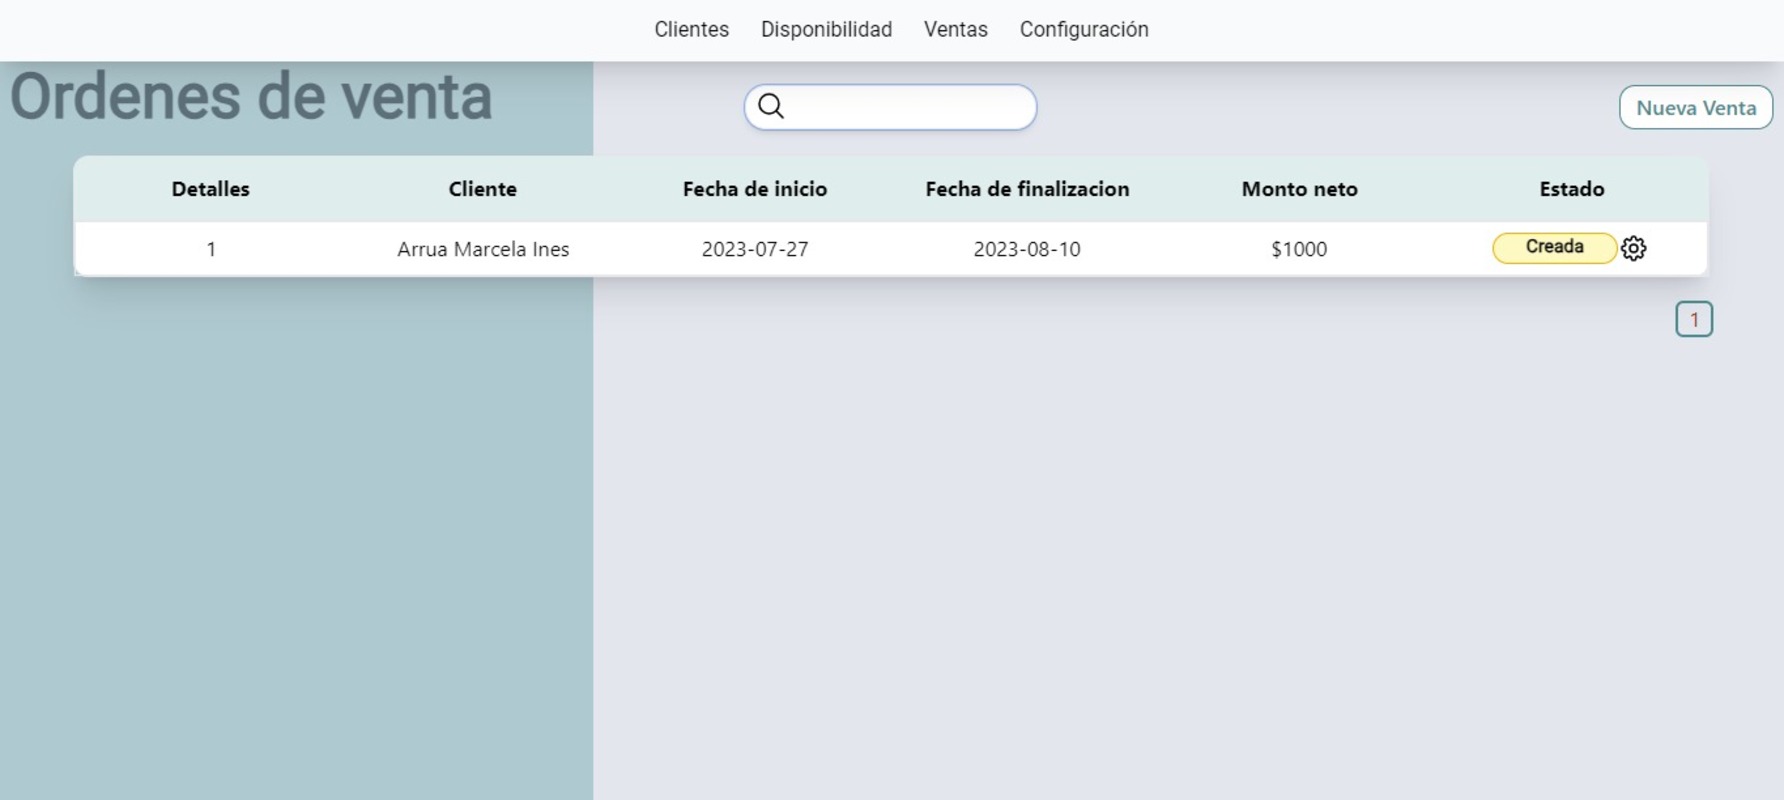 Clientes Disponibilidad Ventas Configuración
Ordenes de venta
Nueva Venta
Detalles Cliente Fecha de inicio Fecha de finalizacion Monto neto Estado
1 Arrua Marcela Ines 2023-07-27 2023-08-10 $1000 Creada
1